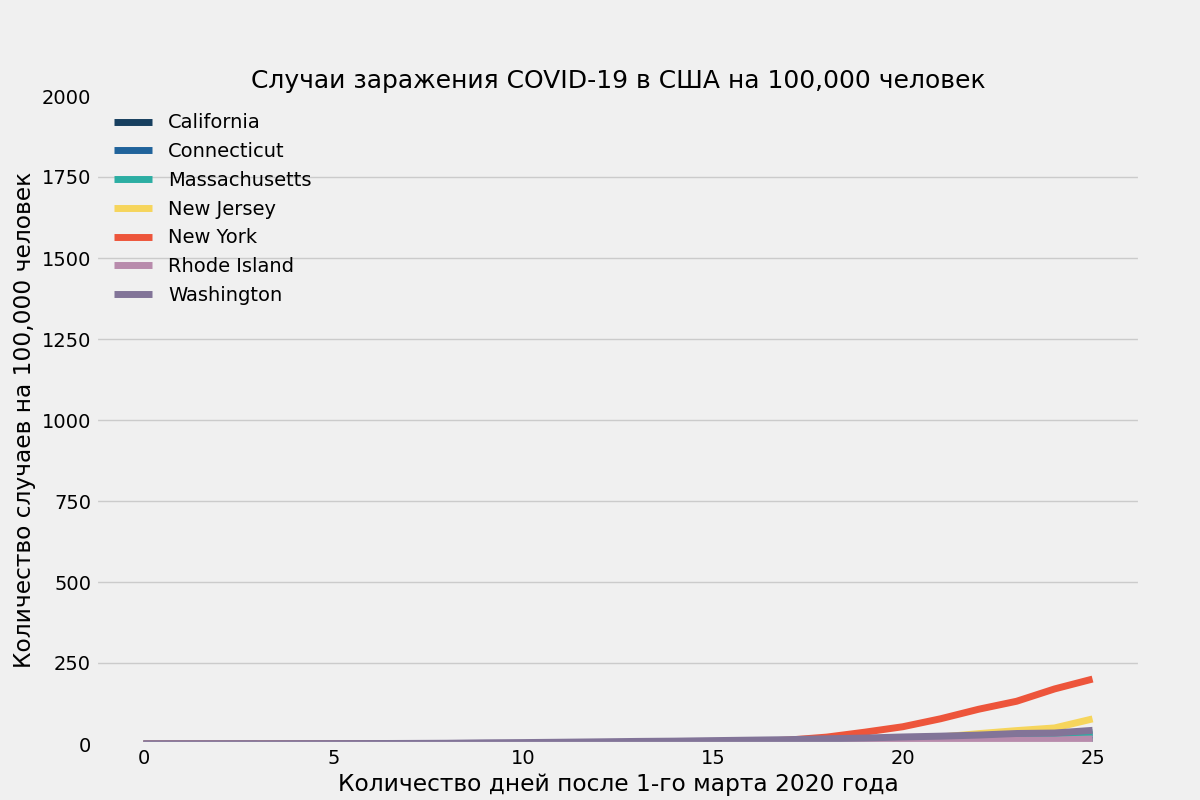 Случаи заражения COVID-19 в США на 100,000 человек
2000
1750
1500
1250
1000
750
500
250
0
Количество случаев на 100,000 человек
California
Connecticut
Massachusetts
New Jersey
New York
Rhode Island
Washington
0 5 10 15 20 25
Количество дней после 1-го марта 2020 года